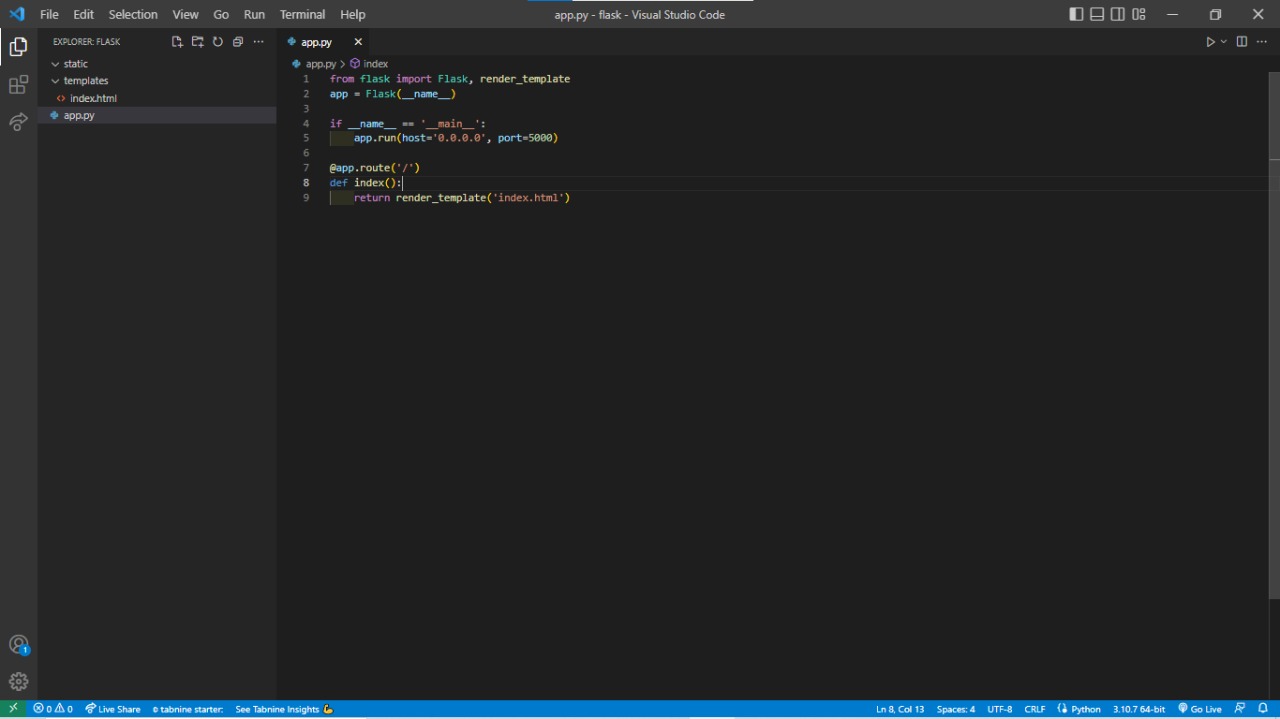 File Edit Selection View Go Run Terminal Help app.py - flask - Visual Studio Code
EXPLORER: FLASK
static
templates
index.html
app.py
app.py
app.py > index
1 from flask import Flask, render_template
2 app = Flask(__name__)
3
4 if __name__ == '__main__':
5 app.run(host='0.0.0.0', port=5000)
6
7 @app.route('/')
8 def index():
9 return render_template('index.html')
1
0 0 Live Share tabnine starter: See Tabnine Insights Ln 8, Col 13 Spaces: 4 UTF-8 CRLF Python 3.10.7 64-bit Go Live